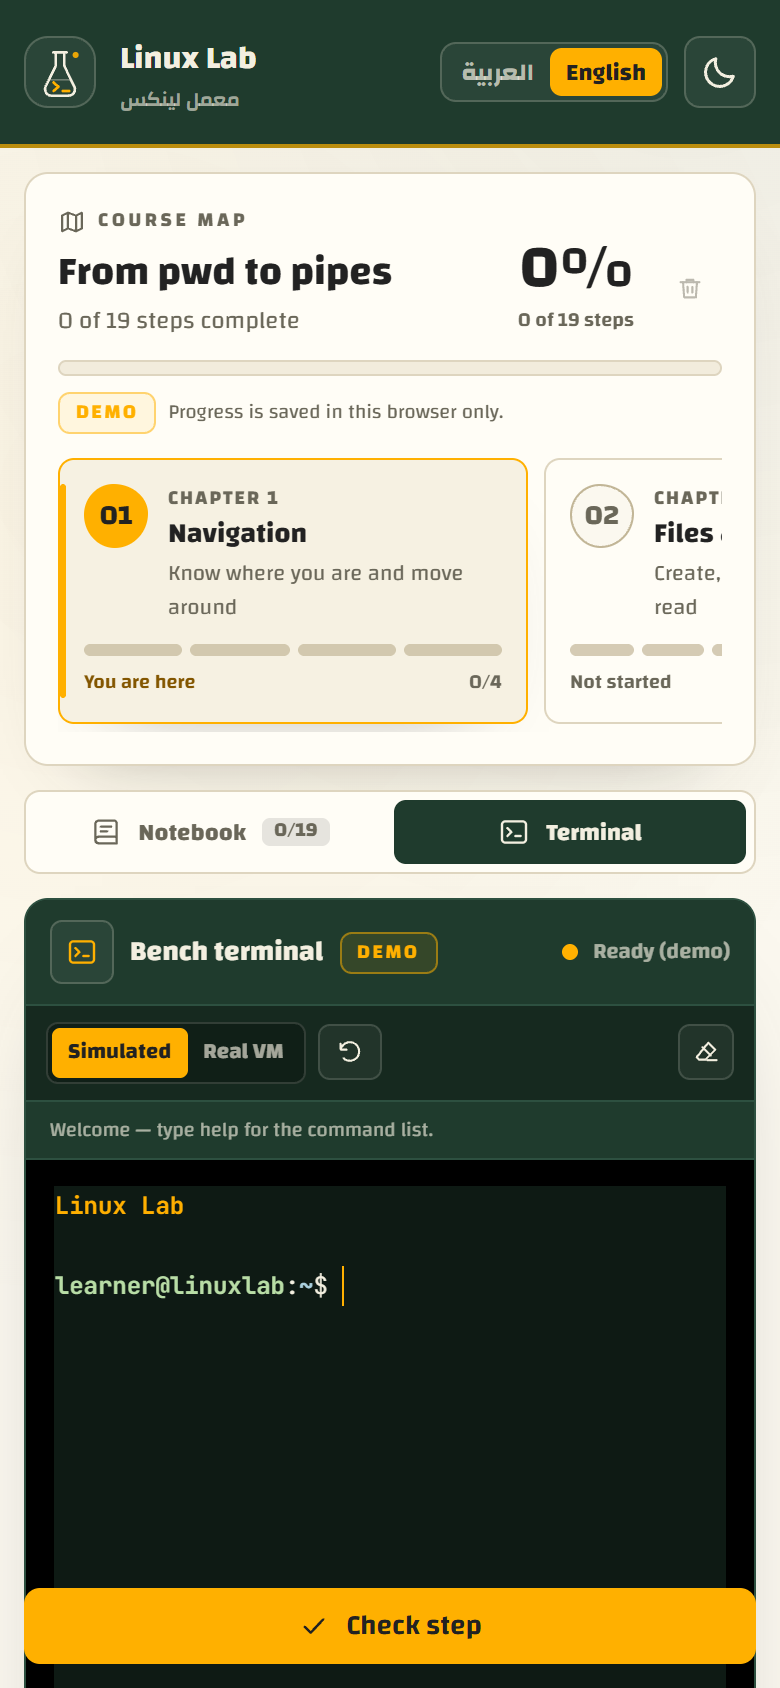 Linux Lab
معمل لينكس
العربية
English
COURSE MAP
From pwd to pipes
0 of 19 steps complete
0%
0 of 19 steps
DEMO
Progress is saved in this browser only.
01
CHAPTER 1
Navigation
Know where you are and move
around
You are here
0/4
02
CHAPT
Files
Create,
read
Not started
Notebook
0/19
Terminal
Bench terminal
DEMO
Ready (demo)
Simulated
Real VM
Welcome — type help for the command list.
Linux Lab
learner@linuxlab:~$
Check step